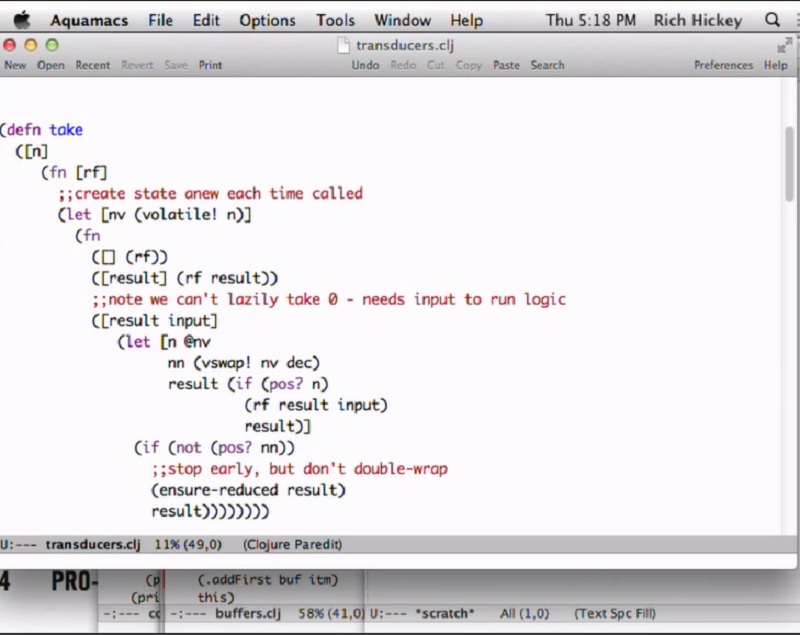 Aquamacs File Edit Options Tools Window Help Thu 5:18 PM Rich Hickey
transducers.clj
New Open Recent Revert Save Print Undo Redo Cut Copy Paste Search Preferences Help
(defn take
([n]
(fn [rf]
;;create state anew each time called
(let [nv (volatile! n)]
(fn
([] (rf))
([result] (rf result))
;;note we can't lazily take 0 - needs input to run logic
([result input]
(let [n @nv
nn (vswap! nv dec)
result (if (pos? n)
(rf result input)
result)]
(if (not (pos? nn))
;;stop early, but don't double-wrap
(ensure-reduced result)
result))))))))
U:--- transducers.clj 11% (49,0) (Clojure Paredit)
4 PRO- (p (.addFirst buf itm)
(pri this)
-:--- cc -:--- buffers.clj 58% (41,0) U:--- *scratch* All (1,0) (Text Spc Fill)